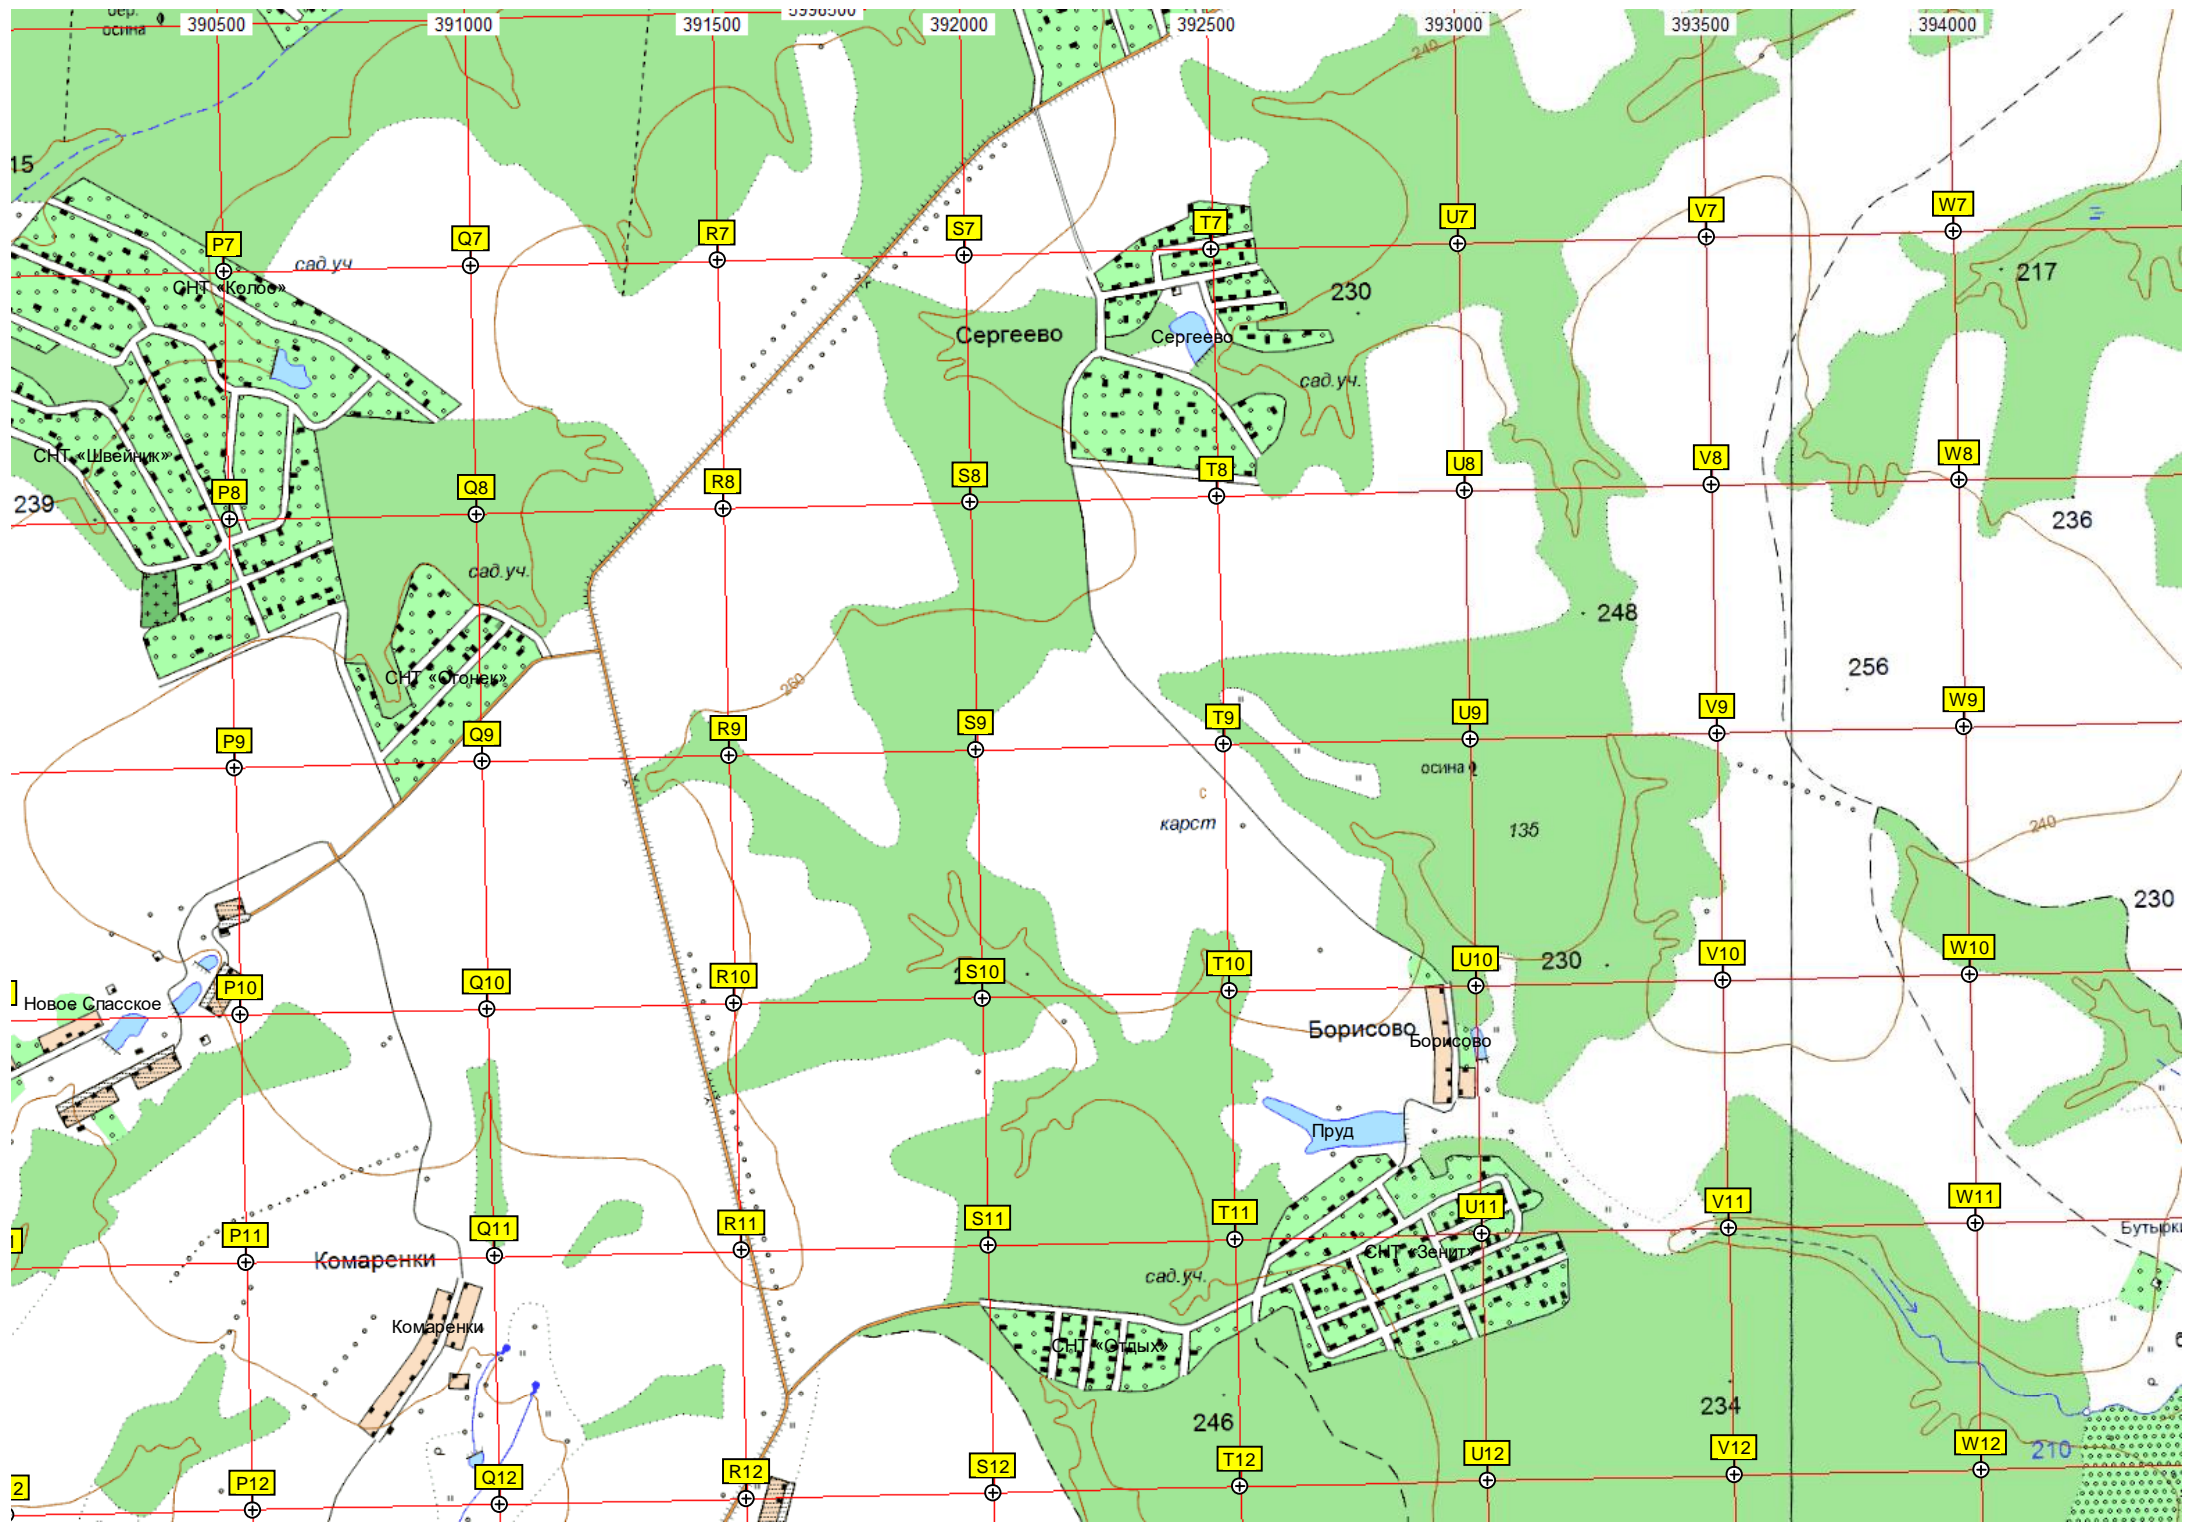 бер.
осина
5996500
390500 391000 391500 392000 392500 393000 393500 394000
240
15
P7 Q7 R7 S7 T7 U7 V7 W7
сад.уч
СНТ «Колос»
230
217
Сергеево
Сергеево
сад.уч.
СНТ «Швейник»
P8 Q8 R8 S8 T8 U8 V8 W8
239
236
сад.уч.
248
256
СНТ «Огонек»
260
P9 Q9 R9 S9 T9 U9 V9 W9
осина
с
карст
135
240
230
230
P10 Q10 R10 S10 T10 U10 V10 W10
Новое Спасское
Борисово
Борисово
Пруд
P11 Q11 R11 S11 T11 U11 V11 W11
Бутырки
Комаренки
СНТ «Зенит»
сад.уч.
Комаренки
СНТ «Отдых»
246
234
210
2 P12 Q12 R12 S12 T12 U12 V12 W12